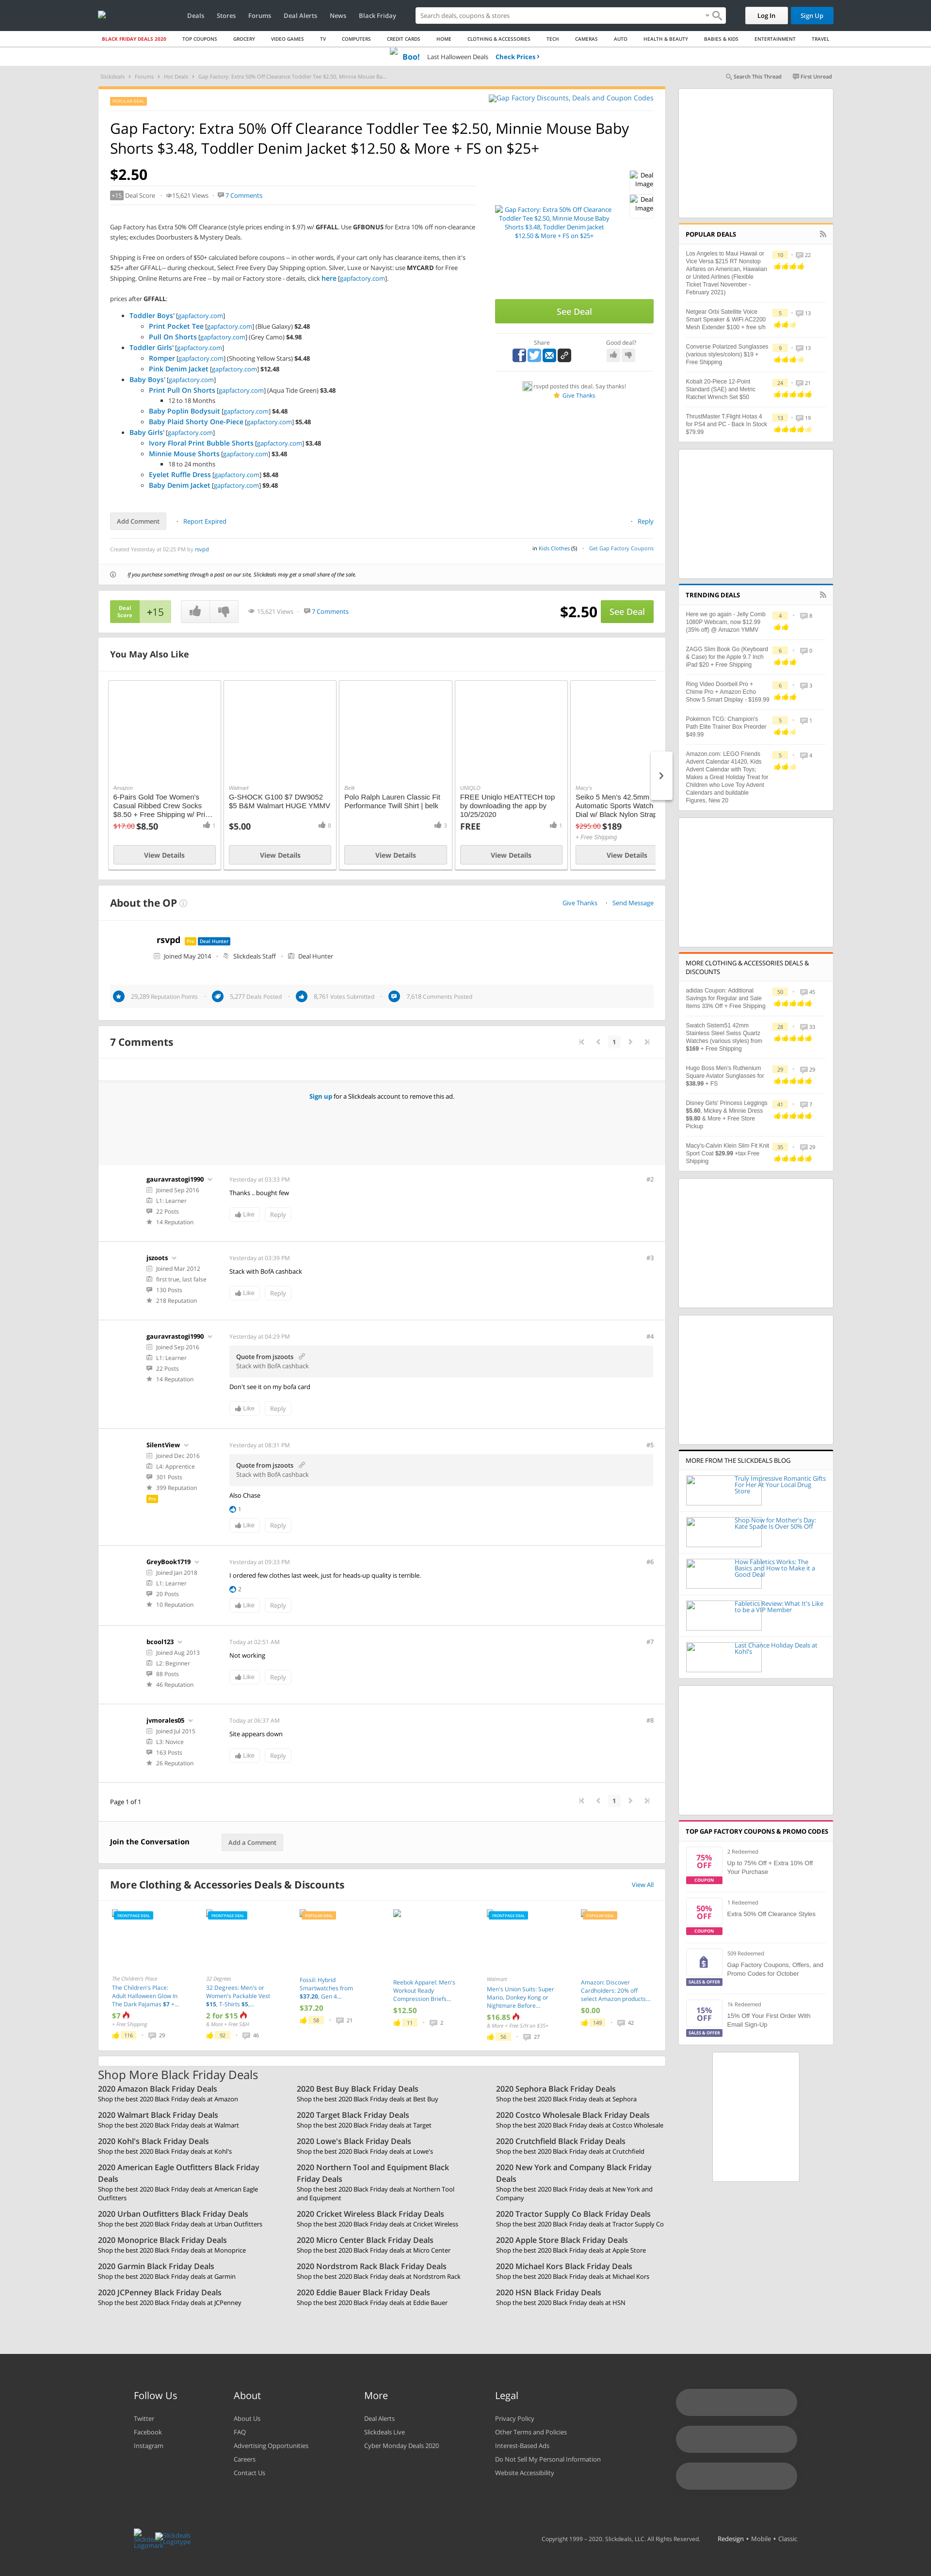 Deals Stores Forums Deal Alerts News Black Friday
Search deals, coupons & stores
Log In Sign Up
BLACK FRIDAY DEALS 2020 TOP COUPONS GROCERY VIDEO GAMES TV COMPUTERS CREDIT CARDS HOME CLOTHING & ACCESSORIES TECH CAMERAS AUTO HEALTH & BEAUTY BABIES & KIDS ENTERTAINMENT TRAVEL
Boo! Last Halloween Deals Check Prices ›
Slickdeals › Forums › Hot Deals › Gap Factory: Extra 50% Off Clearance Toddler Tee $2.50, Minnie Mouse Ba...
Search This Thread First Unread
POPULAR DEAL
Gap Factory Discounts, Deals and Coupon Codes
Gap Factory: Extra 50% Off Clearance Toddler Tee $2.50, Minnie Mouse Baby
Shorts $3.48, Toddler Denim Jacket $12.50 & More + FS on $25+
$2.50
+15 Deal Score · 15,621 Views · 7 Comments
Gap Factory has Extra 50% Off Clearance (style prices ending in $.97) w/ GFFALL. Use GFBONUS for Extra 10% off non-clearance
styles; excludes Doorbusters & Mystery Deals.
Shipping is Free on orders of $50+ calculated before coupons -- in other words, if your cart only has clearance items, then it's
$25+ after GFFALL-- during checkout, Select Free Every Day Shipping option. Silver, Luxe or Navyist: use MYCARD for Free
Shipping. Online Returns are Free -- by mail or Factory store - details, click here [gapfactory.com].
prices after GFFALL:
Toddler Boys' [gapfactory.com]
Print Pocket Tee [gapfactory.com] (Blue Galaxy) $2.48
Pull On Shorts [gapfactory.com] (Grey Camo) $4.98
Toddler Girls' [gapfactory.com]
Romper [gapfactory.com] (Shooting Yellow Stars) $4.48
Pink Denim Jacket [gapfactory.com] $12.48
Baby Boys' [gapfactory.com]
Print Pull On Shorts [gapfactory.com] (Aqua Tide Green) $3.48
12 to 18 Months
Baby Poplin Bodysuit [gapfactory.com] $4.48
Baby Plaid Shorty One-Piece [gapfactory.com] $5.48
Baby Girls' [gapfactory.com]
Ivory Floral Print Bubble Shorts [gapfactory.com] $3.48
Minnie Mouse Shorts [gapfactory.com] $3.48
18 to 24 months
Eyelet Ruffle Dress [gapfactory.com] $8.48
Baby Denim Jacket [gapfactory.com] $9.48
Gap Factory: Extra 50% Off Clearance
Toddler Tee $2.50, Minnie Mouse Baby
Shorts $3.48, Toddler Denim Jacket
$12.50 & More + FS on $25+
Deal Image
Deal Image
See Deal
Share Good deal?
rsvpd posted this deal. Say thanks!
Give Thanks
Add Comment · Report Expired · Reply
Created Yesterday at 02:25 PM by rsvpd
in Kids Clothes (5) · Get Gap Factory Coupons
If you purchase something through a post on our site, Slickdeals may get a small share of the sale.
Deal Score +15 15,621 Views · 7 Comments $2.50 See Deal
You May Also Like
Amazon
6-Pairs Gold Toe Women's
Casual Ribbed Crew Socks
$8.50 + Free Shipping w/ Pri...
$17.00 $8.50 1
View Details
Walmart
G-SHOCK G100 $7 DW9052
$5 B&M Walmart HUGE YMMV
$5.00 8
View Details
Belk
Polo Ralph Lauren Classic Fit
Performance Twill Shirt | belk
3
View Details
UNIQLO
FREE Uniqlo HEATTECH top
by downloading the app by
10/25/2020
FREE 1
View Details
Macy's
Seiko 5 Men's 42.5mm
Automatic Sports Watch
Dial w/ Black Nylon Strap
$295.00 $189
+ Free Shipping
View Details
About the OP
Give Thanks · Send Message
rsvpd Pro Deal Hunter
Joined May 2014 · Slickdeals Staff · Deal Hunter
29,289 Reputation Points · 5,277 Deals Posted · 8,761 Votes Submitted · 7,618 Comments Posted
7 Comments
1
Sign up for a Slickdeals account to remove this ad.
gauravrastogi1990
Joined Sep 2016
L1: Learner
22 Posts
14 Reputation
Yesterday at 03:33 PM #2
Thanks .. bought few
Like Reply
jszoots
Joined Mar 2012
first true, last false
130 Posts
218 Reputation
Yesterday at 03:39 PM #3
Stack with BofA cashback
Like Reply
gauravrastogi1990
Joined Sep 2016
L1: Learner
22 Posts
14 Reputation
Yesterday at 04:29 PM #4
Quote from jszoots
Stack with BofA cashback
Don't see it on my bofa card
Like Reply
SilentView
Joined Dec 2016
L4: Apprentice
301 Posts
399 Reputation
Pro
Yesterday at 08:31 PM #5
Quote from jszoots
Stack with BofA cashback
Also Chase
1
Like Reply
GreyBook1719
Joined Jan 2018
L1: Learner
20 Posts
10 Reputation
Yesterday at 09:33 PM #6
I ordered few clothes last week, just for heads-up quality is terrible.
2
Like Reply
bcool123
Joined Aug 2013
L2: Beginner
88 Posts
46 Reputation
Today at 02:51 AM #7
Not working
Like Reply
jvmorales05
Joined Jul 2015
L3: Novice
163 Posts
26 Reputation
Today at 06:37 AM #8
Site appears down
Like Reply
Page 1 of 1
1
Join the Conversation Add a Comment
More Clothing & Accessories Deals & Discounts View All
FRONTPAGE DEAL
The Children's Place
The Children's Place:
Adult Halloween Glow In
The Dark Pajamas $7 +...
$7
+ Free Shipping
116 · 29
FRONTPAGE DEAL
32 Degrees
32 Degrees: Men's or
Women's Packable Vest
$15, T-Shirts $5,...
2 for $15
& More + Free S&H
92 · 46
POPULAR DEAL
Fossil: Hybrid
Smartwatches from
$37.20, Gen 4...
$37.20
58 · 21
Reebok Apparel: Men's
Workout Ready
Compression Briefs...
$12.50
11 · 2
FRONTPAGE DEAL
Walmart
Men's Union Suits: Super
Mario, Donkey Kong or
Nightmare Before...
$16.85
& More + Free S/H on $35+
56 · 27
POPULAR DEAL
Amazon: Discover
Cardholders: 20% off
select Amazon products...
$0.00
149 · 42
Shop More Black Friday Deals
2020 Amazon Black Friday Deals
Shop the best 2020 Black Friday deals at Amazon
2020 Best Buy Black Friday Deals
Shop the best 2020 Black Friday deals at Best Buy
2020 Sephora Black Friday Deals
Shop the best 2020 Black Friday deals at Sephora
2020 Walmart Black Friday Deals
Shop the best 2020 Black Friday deals at Walmart
2020 Target Black Friday Deals
Shop the best 2020 Black Friday deals at Target
2020 Costco Wholesale Black Friday Deals
Shop the best 2020 Black Friday deals at Costco Wholesale
2020 Kohl's Black Friday Deals
Shop the best 2020 Black Friday deals at Kohl's
2020 Lowe's Black Friday Deals
Shop the best 2020 Black Friday deals at Lowe's
2020 Crutchfield Black Friday Deals
Shop the best 2020 Black Friday deals at Crutchfield
2020 American Eagle Outfitters Black Friday
Deals
Shop the best 2020 Black Friday deals at American Eagle
Outfitters
2020 Northern Tool and Equipment Black
Friday Deals
Shop the best 2020 Black Friday deals at Northern Tool
and Equipment
2020 New York and Company Black Friday
Deals
Shop the best 2020 Black Friday deals at New York and
Company
2020 Urban Outfitters Black Friday Deals
Shop the best 2020 Black Friday deals at Urban Outfitters
2020 Cricket Wireless Black Friday Deals
Shop the best 2020 Black Friday deals at Cricket Wireless
2020 Tractor Supply Co Black Friday Deals
Shop the best 2020 Black Friday deals at Tractor Supply Co
2020 Monoprice Black Friday Deals
Shop the best 2020 Black Friday deals at Monoprice
2020 Micro Center Black Friday Deals
Shop the best 2020 Black Friday deals at Micro Center
2020 Apple Store Black Friday Deals
Shop the best 2020 Black Friday deals at Apple Store
2020 Garmin Black Friday Deals
Shop the best 2020 Black Friday deals at Garmin
2020 Nordstrom Rack Black Friday Deals
Shop the best 2020 Black Friday deals at Nordstrom Rack
2020 Michael Kors Black Friday Deals
Shop the best 2020 Black Friday deals at Michael Kors
2020 JCPenney Black Friday Deals
Shop the best 2020 Black Friday deals at JCPenney
2020 Eddie Bauer Black Friday Deals
Shop the best 2020 Black Friday deals at Eddie Bauer
2020 HSN Black Friday Deals
Shop the best 2020 Black Friday deals at HSN
POPULAR DEALS
Los Angeles to Maui Hawaii or
Vice Versa $215 RT Nonstop
Airfares on American, Hawaiian
or United Airlines (Flexible
Ticket Travel November -
February 2021)
10 · 22
Netgear Orbi Satellite Voice
Smart Speaker & WiFi AC2200
Mesh Extender $100 + free s/h
5 · 13
Converse Polarized Sunglasses
(various styles/colors) $19 +
Free Shipping
9 · 13
Kobalt 20-Piece 12-Point
Standard (SAE) and Metric
Ratchet Wrench Set $50
24 · 21
ThrustMaster T.Flight Hotas 4
for PS4 and PC - Back In Stock
$79.99
13 · 19
TRENDING DEALS
Here we go again - Jelly Comb
1080P Webcam, now $12.99
(35% off) @ Amazon YMMV
4 · 8
ZAGG Slim Book Go (Keyboard
& Case) for the Apple 9.7 Inch
iPad $20 + Free Shipping
6 · 0
Ring Video Doorbell Pro +
Chime Pro + Amazon Echo
Show 5 Smart Display - $169.99
6 · 3
Pokémon TCG: Champion's
Path Elite Trainer Box Preorder
$49.99
5 · 1
Amazon.com: LEGO Friends
Advent Calendar 41420, Kids
Advent Calendar with Toys;
Makes a Great Holiday Treat for
Children who Love Toy Advent
Calendars and buildable
Figures, New 20
5 · 4
MORE CLOTHING & ACCESSORIES DEALS &
DISCOUNTS
adidas Coupon: Additional
Savings for Regular and Sale
Items 33% Off + Free Shipping
50 · 45
Swatch Sistem51 42mm
Stainless Steel Swiss Quartz
Watches (various styles) from
$169 + Free Shipping
28 · 33
Hugo Boss Men's Ruthenium
Square Aviator Sunglasses for
$38.99 + FS
29 · 29
Disney Girls' Princess Leggings
$5.60, Mickey & Minnie Dress
$9.80 & More + Free Store
Pickup
41 · 7
Macy's-Calvin Klein Slim Fit Knit
Sport Coat $29.99 +tax Free
Shipping
35 · 29
MORE FROM THE SLICKDEALS BLOG
Truly Impressive Romantic Gifts
For Her At Your Local Drug
Store
Shop Now for Mother's Day:
Kate Spade Is Over 50% Off
How Fabletics Works: The
Basics and How to Make it a
Good Deal
Fabletics Review: What It's Like
to be a VIP Member
Last Chance Holiday Deals at
Kohl's
TOP GAP FACTORY COUPONS & PROMO CODES
75% OFF COUPON
2 Redeemed
Up to 75% Off + Extra 10% Off
Your Purchase
50% OFF COUPON
1 Redeemed
Extra 50% Off Clearance Styles
SALES & OFFER
509 Redeemed
Gap Factory Coupons, Offers, and
Promo Codes for October
15% OFF SALES & OFFER
1k Redeemed
15% Off Your First Order With
Email Sign-Up
Follow Us
Twitter
Facebook
Instagram
About
About Us
FAQ
Advertising Opportunities
Careers
Contact Us
More
Deal Alerts
Slickdeals Live
Cyber Monday Deals 2020
Legal
Privacy Policy
Other Terms and Policies
Interest-Based Ads
Do Not Sell My Personal Information
Website Accessibility
Slickdeals Logomark
Slickdeals Logotype
Copyright 1999 – 2020, Slickdeals, LLC. All Rights Reserved. Redesign • Mobile • Classic